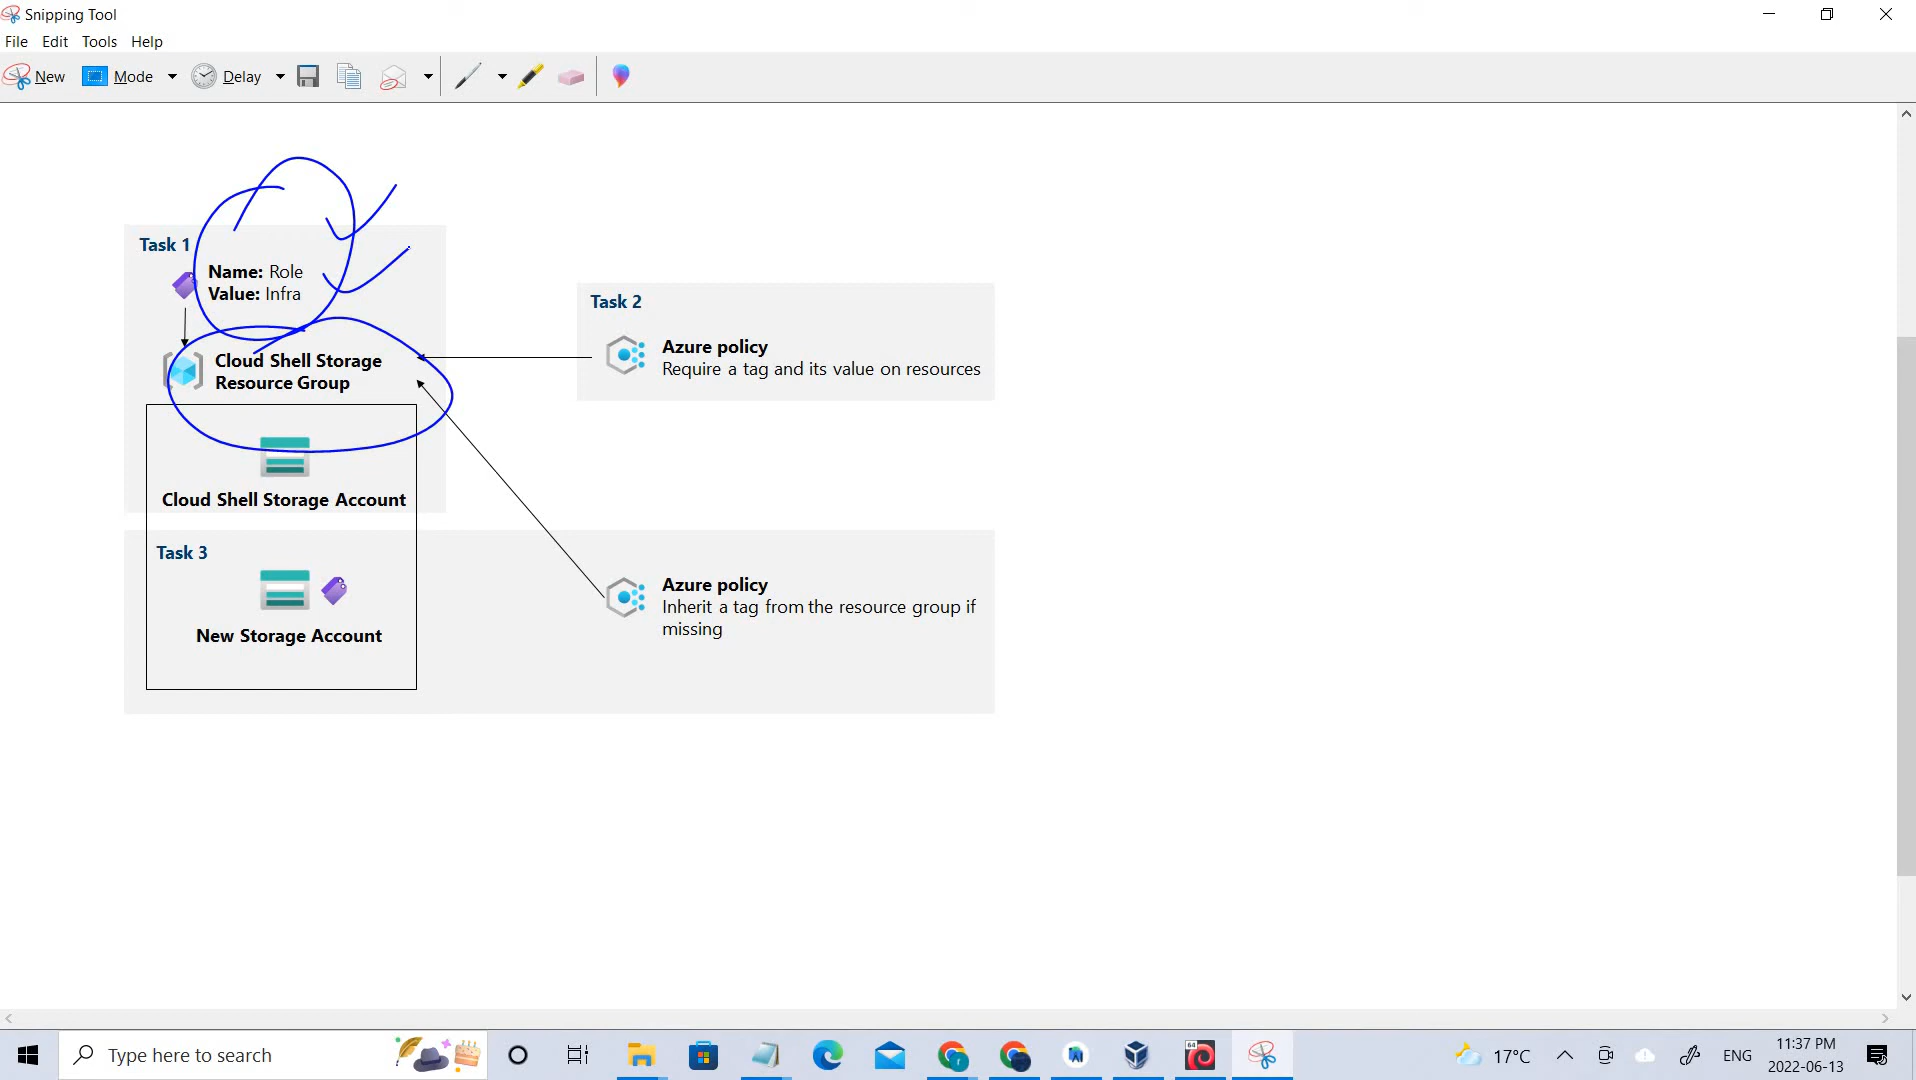 Snipping Tool
File Edit Tools Help
New Mode Delay
Task 1
Name: Role
Value: Infra
Cloud Shell Storage
Resource Group
Cloud Shell Storage Account
Task 2
Azure policy
Require a tag and its value on resources
Task 3
New Storage Account
Azure policy
Inherit a tag from the resource group if
missing
Type here to search
64
17°C
ENG
11:37 PM
2022-06-13